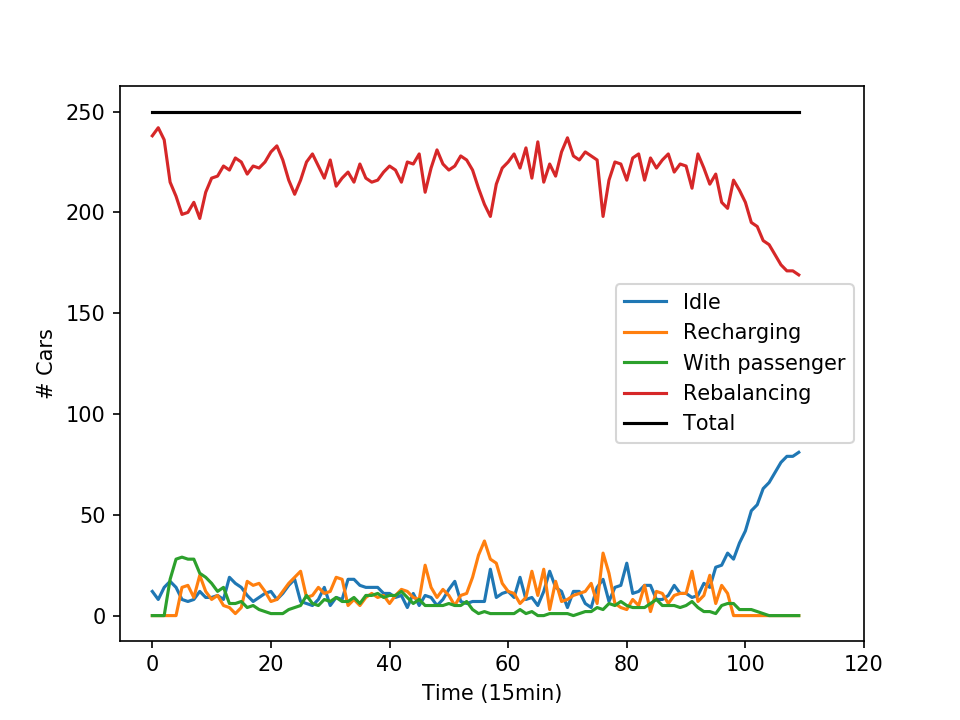 250
200
150
100
50
0
# Cars
Idle
Recharging
With passenger
Rebalancing
Total
0 20 40 60 80 100 120
Time (15min)